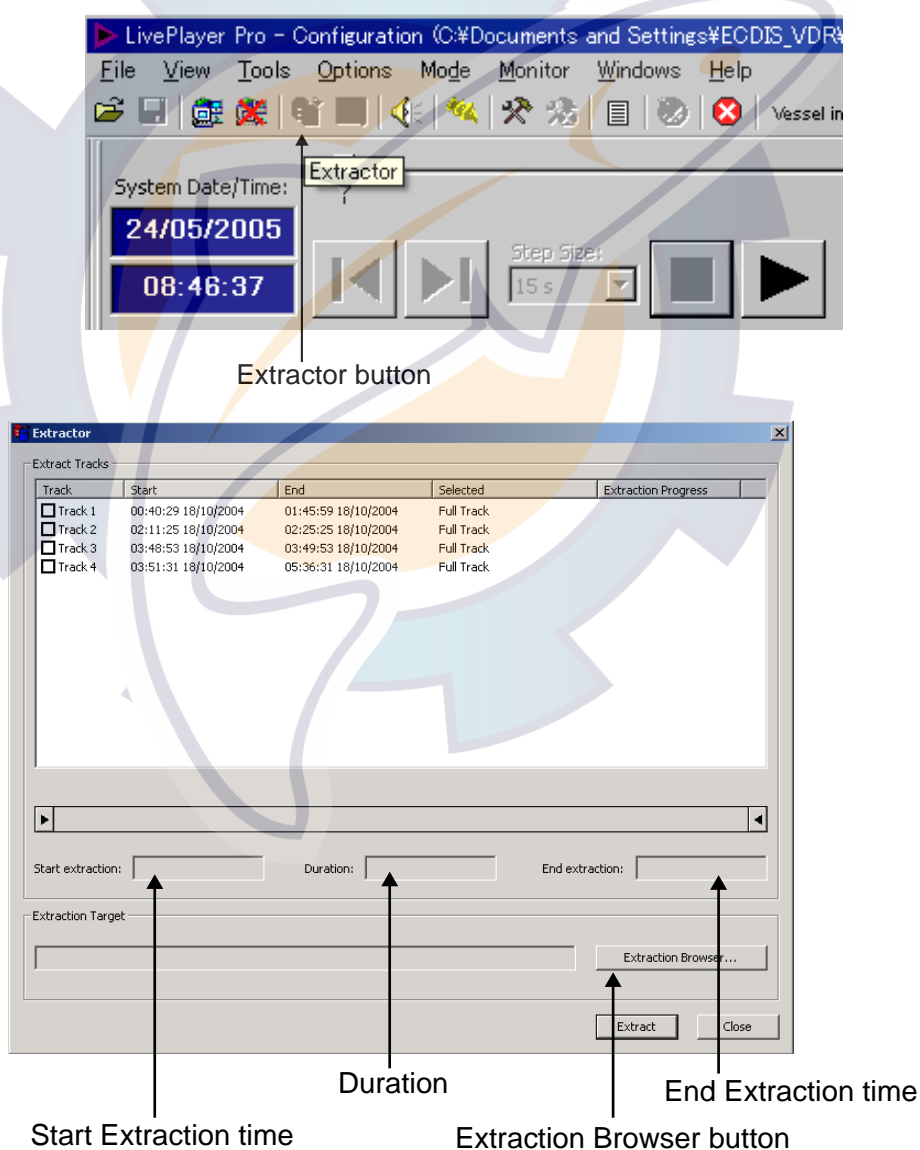 LivePlayer Pro - Configuration (C:¥Documents and Settings¥ECDIS_VDR¥
File View Tools Options Mode Monitor Windows Help
Vessel in
Extractor
System Date/Time:
24/05/2005
08:46:37
Step Size:
15 s
Extractor button
Extractor
Extract Tracks
Track Start End Selected Extraction Progress
Track 1 00:40:29 18/10/2004 01:45:59 18/10/2004 Full Track
Track 2 02:11:25 18/10/2004 02:25:25 18/10/2004 Full Track
Track 3 03:48:53 18/10/2004 03:49:53 18/10/2004 Full Track
Track 4 03:51:31 18/10/2004 05:36:31 18/10/2004 Full Track
Start extraction: Duration: End extraction:
Extraction Target
Extraction Browser...
Extract Close
Duration
End Extraction time
Start Extraction time
Extraction Browser button